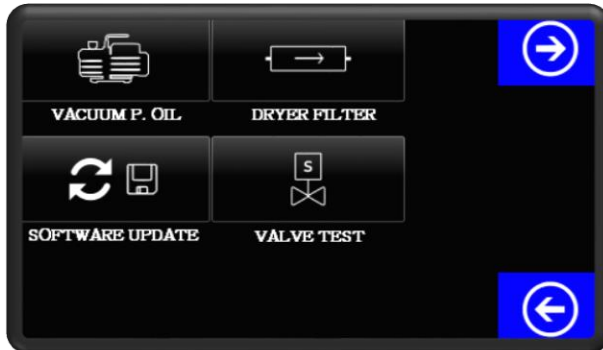 VACUUM P. OIL
DRYER FILTER
S
SOFTWARE UPDATE
VALVE TEST